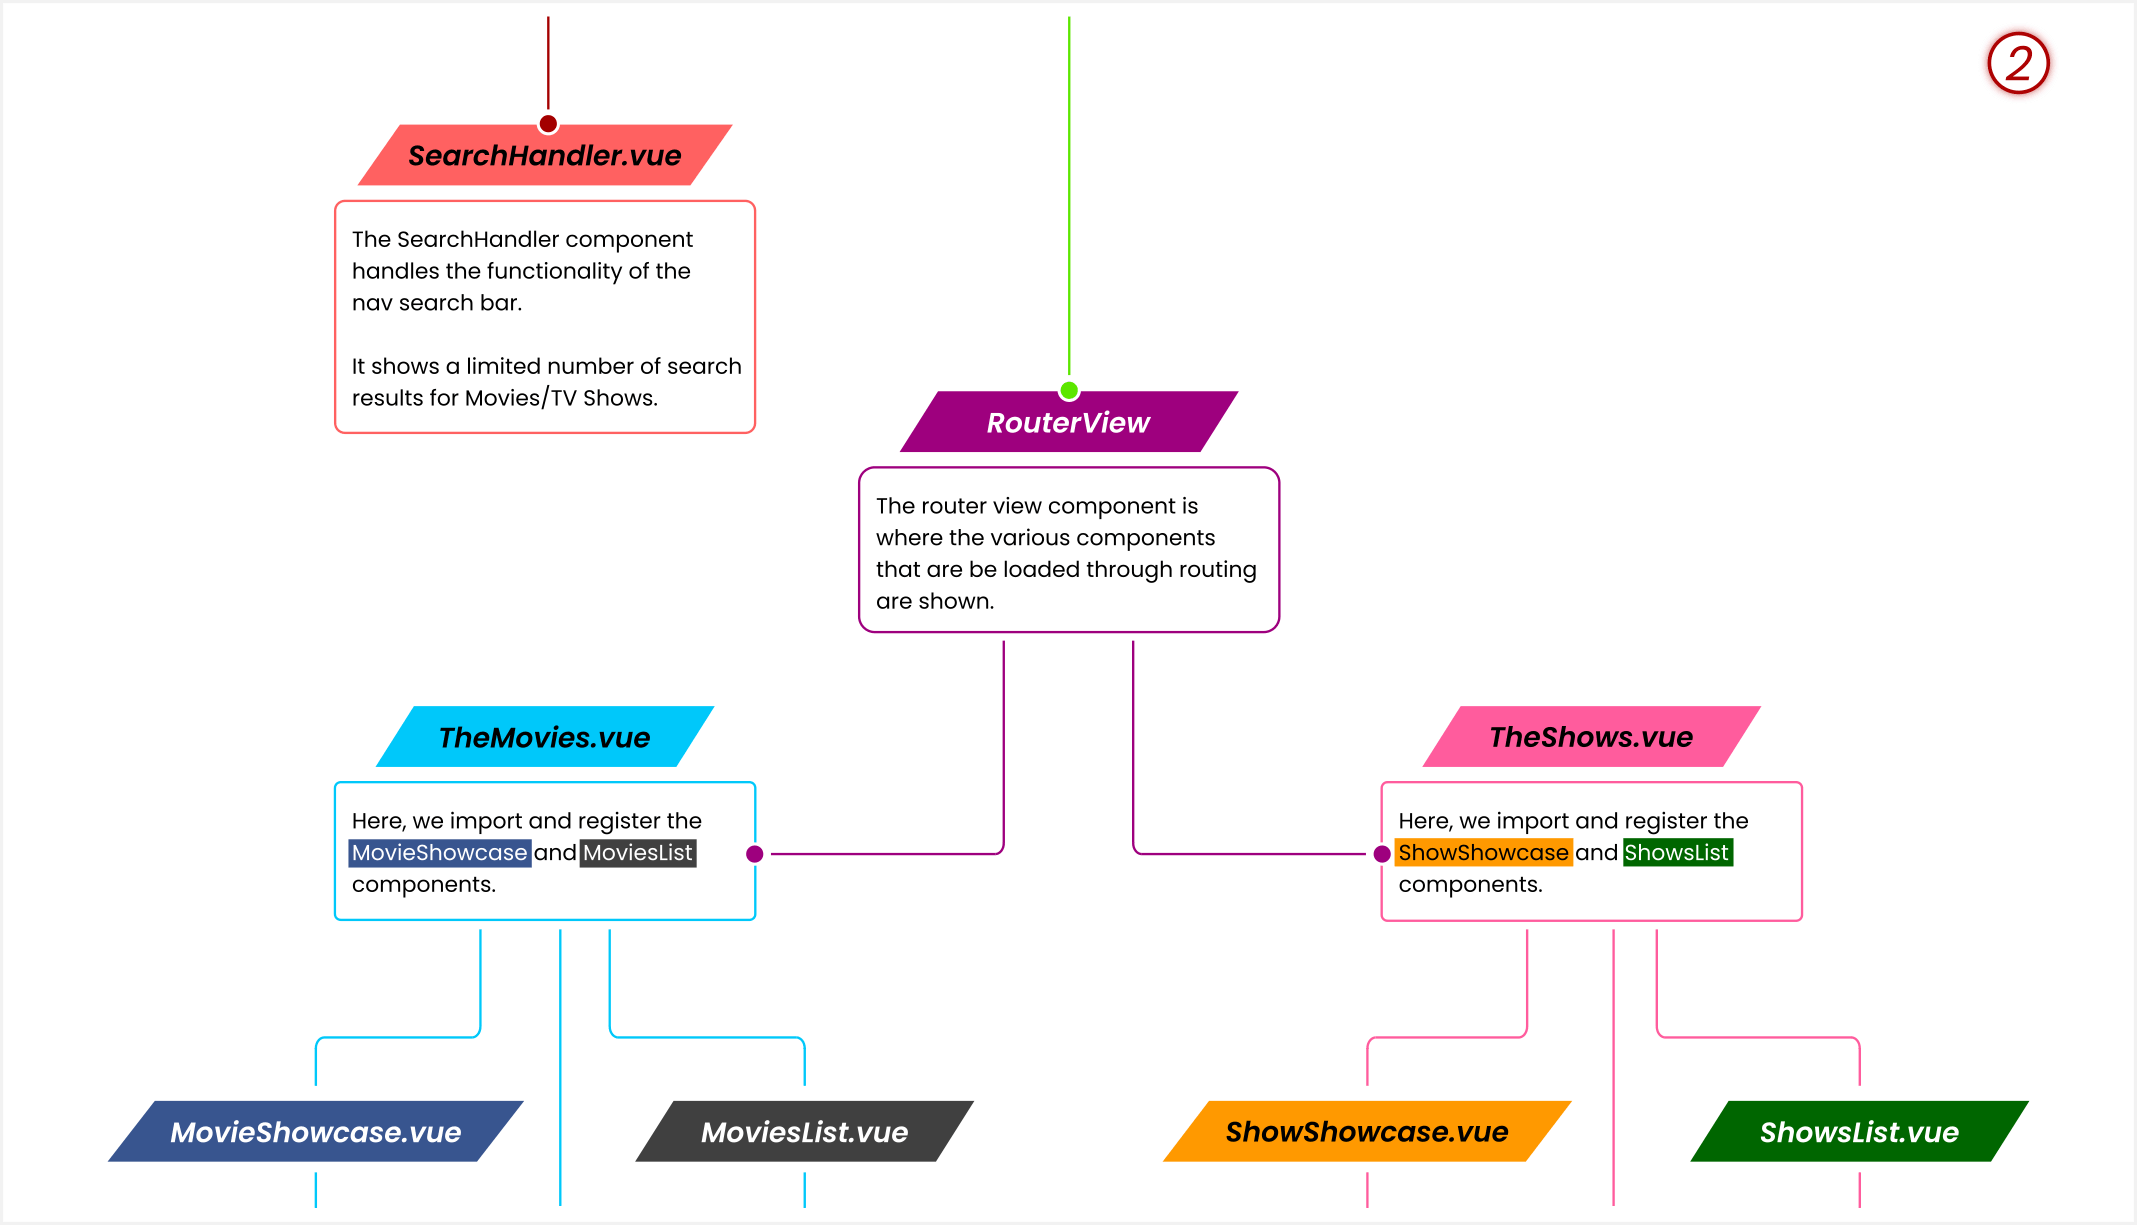 2
SearchHandler.vue
The SearchHandler component
handles the functionality of the
nav search bar.
It shows a limited number of search
results for Movies/TV Shows.
RouterView
The router view component is
where the various components
that are be loaded through routing
are shown.
TheMovies.vue
Here, we import and register the
MovieShowcase and MoviesList
components.
TheShows.vue
Here, we import and register the
ShowShowcase and ShowsList
components.
MovieShowcase.vue
MoviesList.vue
ShowShowcase.vue
ShowsList.vue